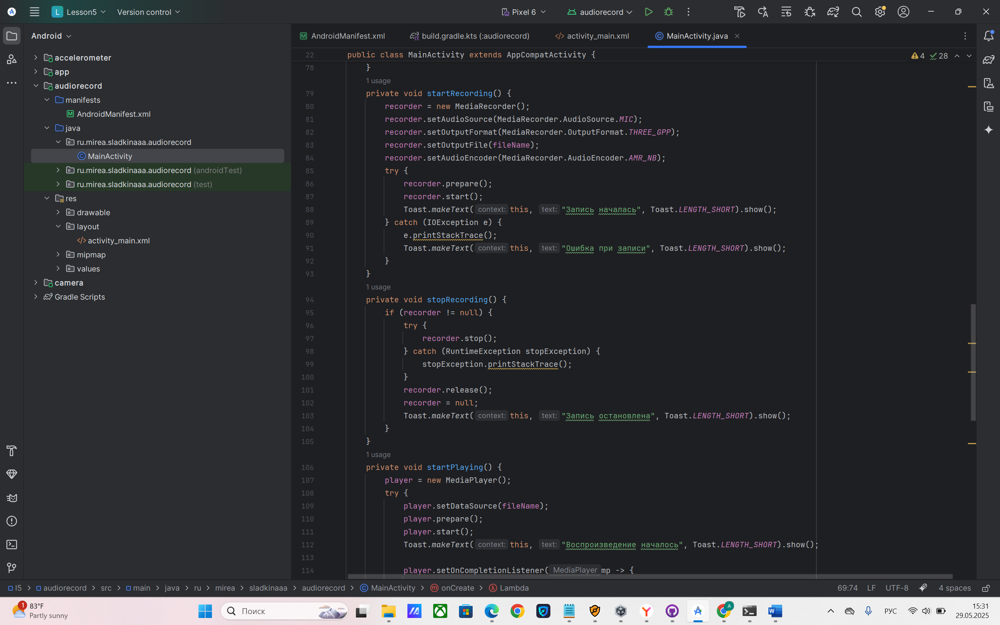 L Lesson5 Version control Pixel 6 audiorecord
Android
accelerometer
app
audiorecord
manifests
AndroidManifest.xml
java
ru.mirea.sladkinaaa.audiorecord
MainActivity
ru.mirea.sladkinaaa.audiorecord (androidTest)
ru.mirea.sladkinaaa.audiorecord (test)
res
drawable
layout
activity_main.xml
mipmap
values
camera
Gradle Scripts
AndroidManifest.xml build.gradle.kts (:audiorecord) activity_main.xml MainActivity.java
22 public class MainActivity extends AppCompatActivity {
4 28
78 }
1 usage
79 private void startRecording() {
80 recorder = new MediaRecorder();
81 recorder.setAudioSource(MediaRecorder.AudioSource.MIC);
82 recorder.setOutputFormat(MediaRecorder.OutputFormat.THREE_GPP);
83 recorder.setOutputFile(fileName);
84 recorder.setAudioEncoder(MediaRecorder.AudioEncoder.AMR_NB);
85 try {
86 recorder.prepare();
87 recorder.start();
88 Toast.makeText( context: this, text: "Запись началась", Toast.LENGTH_SHORT).show();
89 } catch (IOException e) {
90 e.printStackTrace();
91 Toast.makeText( context: this, text: "Ошибка при записи", Toast.LENGTH_SHORT).show();
92 }
93 }
1 usage
94 private void stopRecording() {
95 if (recorder != null) {
96 try {
97 recorder.stop();
98 } catch (RuntimeException stopException) {
99 stopException.printStackTrace();
100 }
101 recorder.release();
102 recorder = null;
103 Toast.makeText( context: this, text: "Запись остановлена", Toast.LENGTH_SHORT).show();
104 }
105 }
1 usage
106 private void startPlaying() {
107 player = new MediaPlayer();
108 try {
109 player.setDataSource(fileName);
110 player.prepare();
111 player.start();
112 Toast.makeText( context: this, text: "Воспроизведение началось", Toast.LENGTH_SHORT).show();
113
114 player.setOnCompletionListener( MediaPlayer mp -> {
l5 > audiorecord > src > main > java > ru > mirea > sladkinaaa > audiorecord > MainActivity > onCreate > Lambda
69:74 LF UTF-8 4 spaces
1 83°F
Partly sunny
Поиск
РУС
15:31
29.05.2025